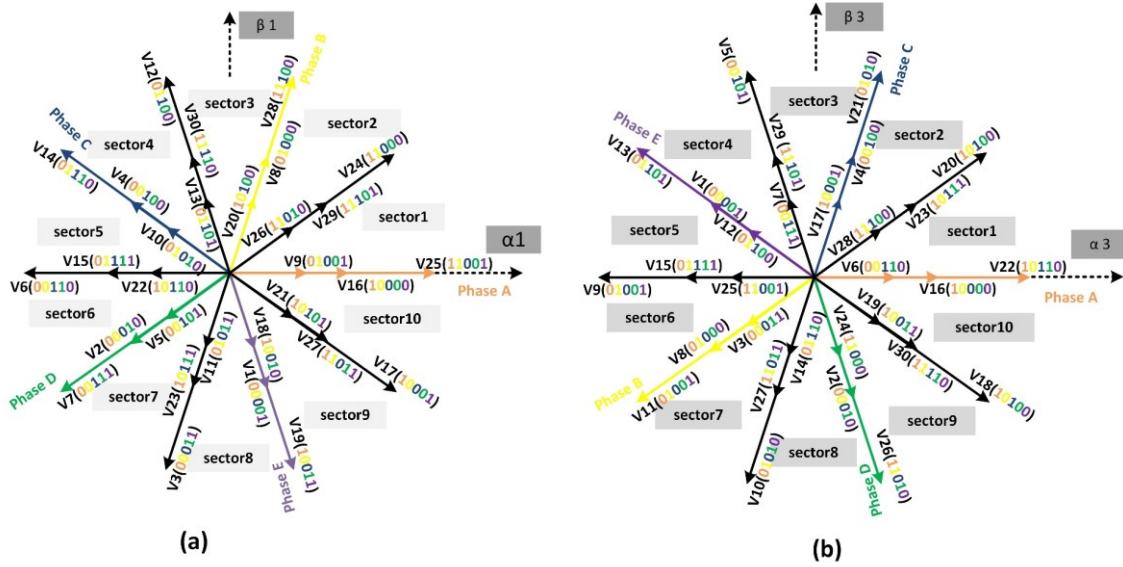 β 1
Phase B
V12(01100)
V28(11100)
sector3
V30(11110)
sector2
sector4
Phase C
V8(01000)
V24(11000)
V14(01110)
V4(00100)
V13(01101)
V20(10100)
V29(11101)
V26(11010)
sector1
sector5
V10(01010)
α1
V15(01111)
V9(01001)
V25(11001)
V6(00110)
V22(10110)
V16(10000)
Phase A
sector6
V21(10101)
sector10
V2(00010)
V5(00101)
V11(01011)
V18(10010)
V27(11011)
V17(10001)
Phase D
V7(00111)
V23(10111)
V1(00001)
sector7
sector9
V3(00011)
sector8
V19(10011)
Phase E
(a)
β 3
Phase C
V5(00101)
V21(01010)
sector3
V29 (11101)
sector2
sector4
Phase E
V4(00100)
V20(10100)
V13(01101)
V1(00001)
V7(00111)
V17(10001)
V23(10111)
V28(11100)
sector1
sector5
V12(01100)
α 3
V15(01111)
V6(00110)
V22(10110)
V9(01001)
V25(11001)
V16(10000)
Phase A
sector6
V19(10011)
sector10
V8(01000)
V3(00011)
V14(01110)
V24(11000)
V30(11110)
V18(10100)
Phase B
V11(01001)
V27(11011)
V2(00010)
sector7
sector9
V10(01010)
sector8
V26(11010)
Phase D
(b)